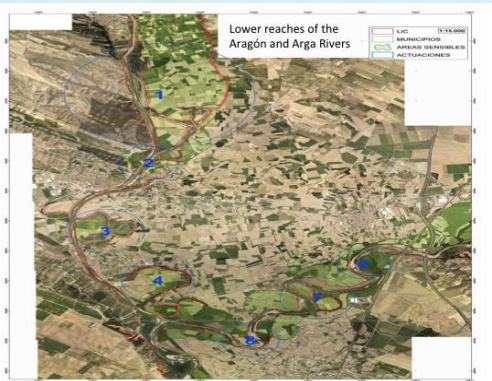 Lower reaches of the
Aragón and Arga Rivers
LIC
1:15.000
MUNICIPIOS
AREAS SENSIBLES
ACTUACIONES
1
2
3
4
5
6
7